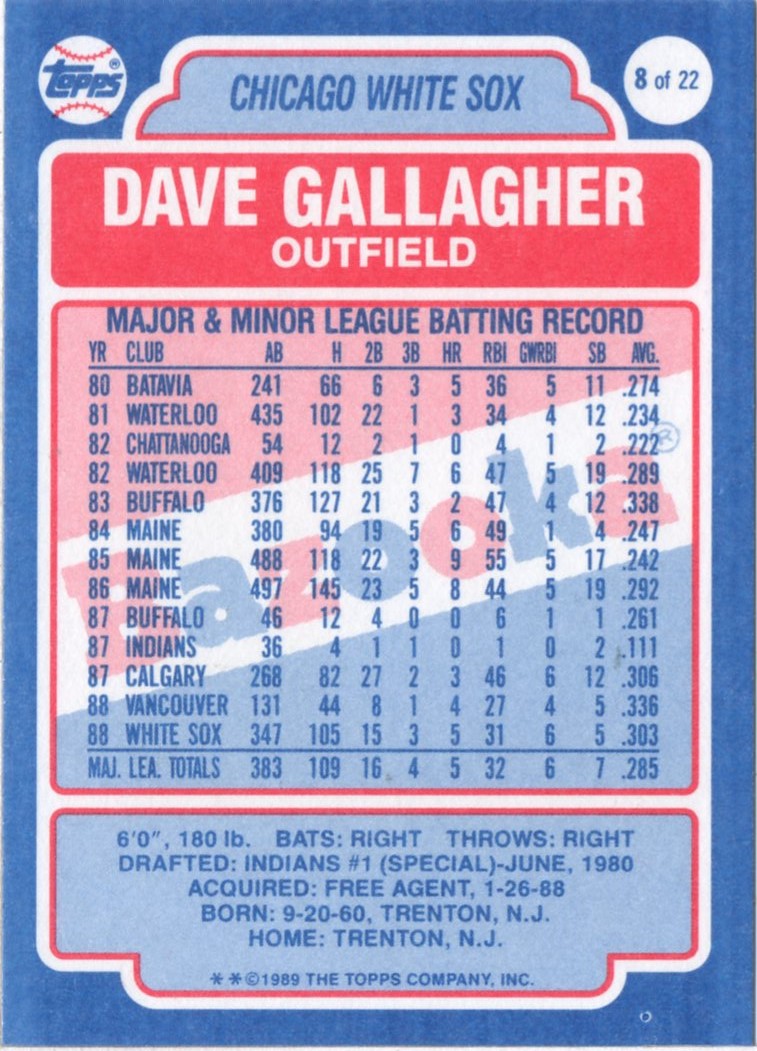 topps®
CHICAGO WHITE SOX
8 of 22
DAVE GALLAGHER
OUTFIELD
MAJOR & MINOR LEAGUE BATTING RECORD
YR CLUB AB H 2B 3B HR RBI GWRBI SB AVG.
80 BATAVIA 241 66 6 3 5 36 5 11 .274
81 WATERLOO 435 102 22 1 3 34 4 12 .234
82 CHATTANOOGA 54 12 2 1 0 4 1 2 .222
82 WATERLOO 409 118 25 7 6 47 5 19 .289
83 BUFFALO 376 127 21 3 2 47 4 12 .338
84 MAINE 380 94 19 5 6 49 1 4 .247
85 MAINE 488 118 22 3 9 55 5 17 .242
86 MAINE 497 145 23 5 8 44 5 19 .292
87 BUFFALO 46 12 4 0 0 6 1 1 .261
87 INDIANS 36 4 1 1 0 1 0 2 .111
87 CALGARY 268 82 27 2 3 46 6 12 .306
88 VANCOUVER 131 44 8 1 4 27 4 5 .336
88 WHITE SOX 347 105 15 3 5 31 6 5 .303
MAJ. LEA. TOTALS 383 109 16 4 5 32 6 7 .285
Bazooka®
6'0", 180 lb. BATS: RIGHT THROWS: RIGHT
DRAFTED: INDIANS #1 (SPECIAL)-JUNE, 1980
ACQUIRED: FREE AGENT, 1-26-88
BORN: 9-20-60, TRENTON, N.J.
HOME: TRENTON, N.J.
**©1989 THE TOPPS COMPANY, INC.